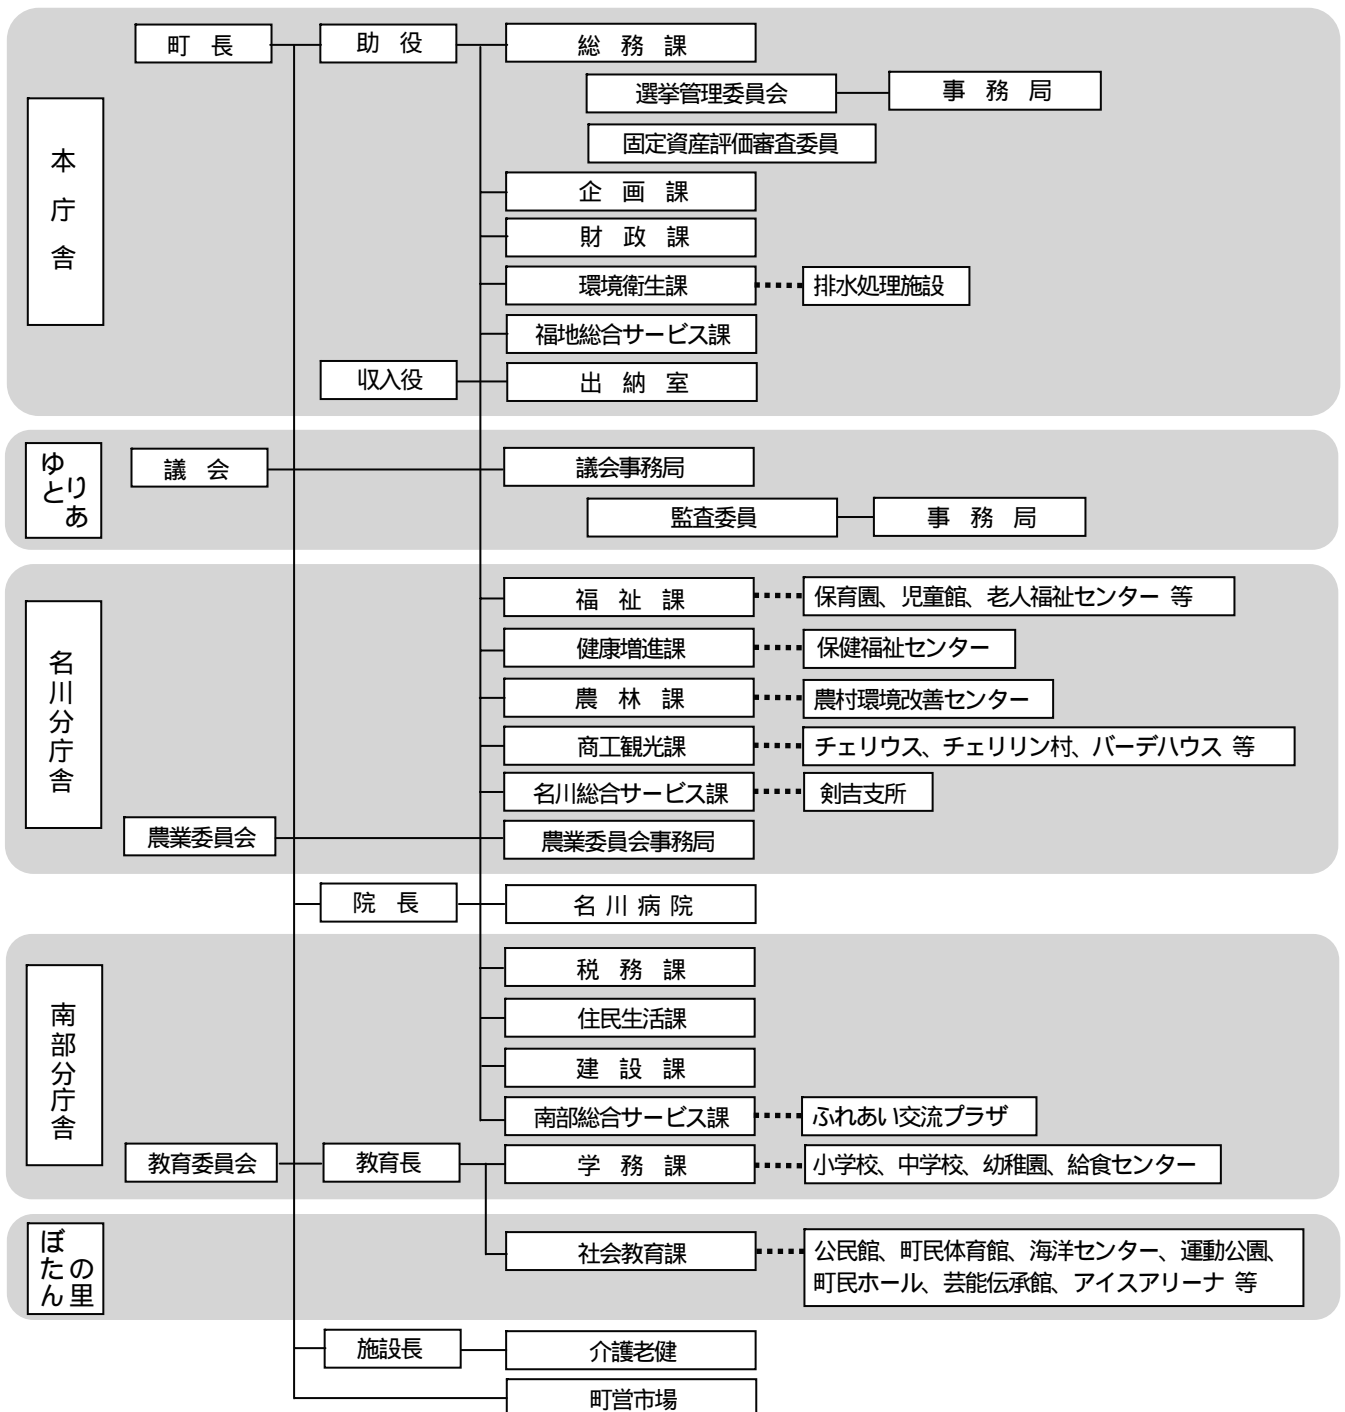 町長
助役
総務課
選挙管理委員会
事務局
固定資産評価審査委員
本庁舎
企画課
財政課
環境衛生課
排水処理施設
福地総合サービス課
収入役
出納室
ゆとりあ
議会
議会事務局
監査委員
事務局
名川分庁舎
福祉課
保育園、児童館、老人福祉センター 等
健康増進課
保健福祉センター
農林課
農村環境改善センター
商工観光課
チェリウス、チェリリン村、バーデハウス 等
名川総合サービス課
剣吉支所
農業委員会
農業委員会事務局
院長
名川病院
南部分庁舎
税務課
住民生活課
建設課
南部総合サービス課
ふれあい交流プラザ
教育委員会
教育長
学務課
小学校、中学校、幼稚園、給食センター
ぼたんの里
社会教育課
公民館、町民体育館、海洋センター、運動公園、
町民ホール、芸能伝承館、アイスアリーナ 等
施設長
介護老健
町営市場